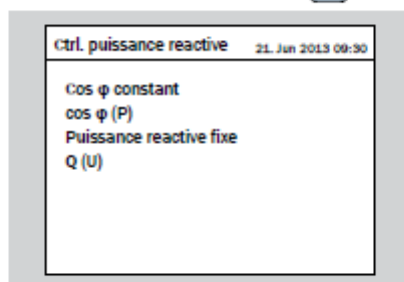 Ctrl. puissance reactive 21. Jun 2013 09:30
Cos φ constant
cos φ (P)
Puissance reactive fixe
Q (U)